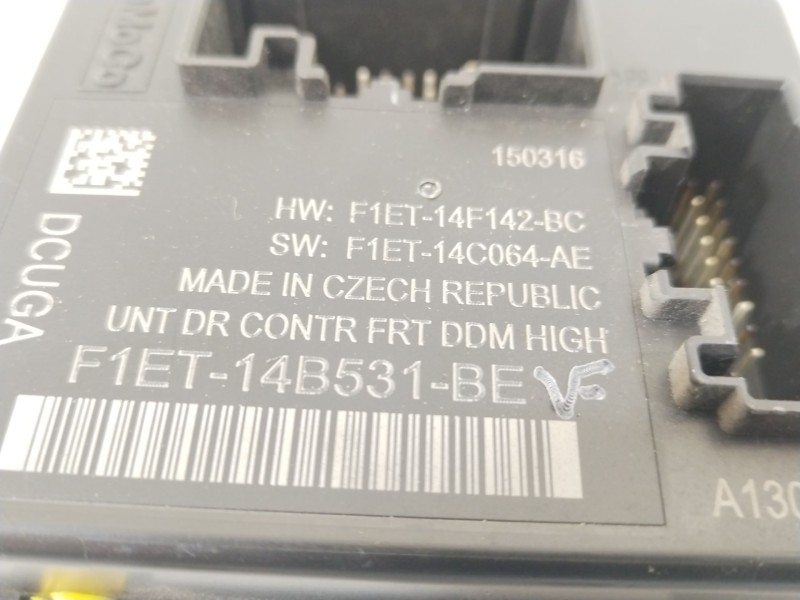 150316
HW: F1ET-14F142-BC
SW: F1ET-14C064-AE
MADE IN CZECH REPUBLIC
UNT DR CONTR FRT DDM HIGH
F1ET-14B531-BE VF
DCUGA
A130